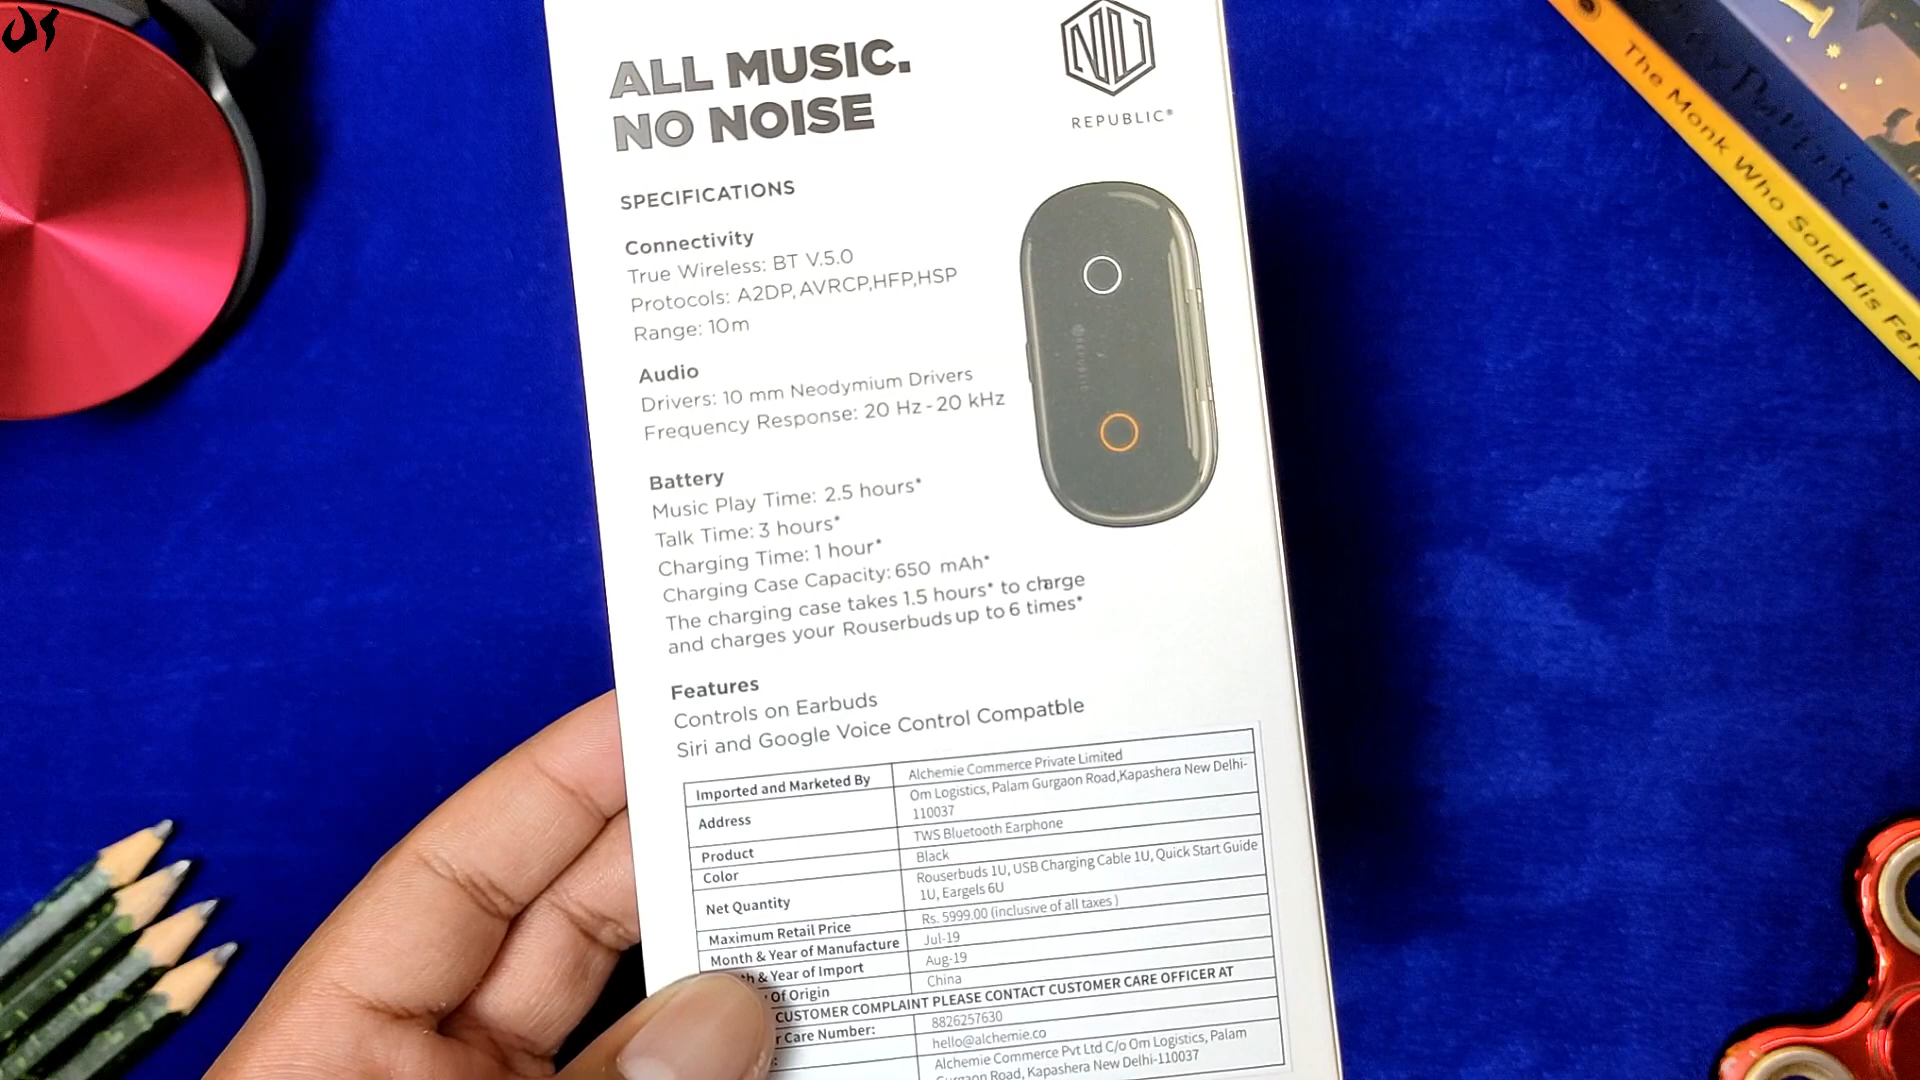 ALL MUSIC.
NO NOISE
REPUBLIC®
SPECIFICATIONS
Connectivity
True Wireless: BT V.5.0
Protocols: A2DP,AVRCP,HFP,HSP
Range: 10m
Audio
Drivers: 10 mm Neodymium Drivers
Frequency Response: 20 Hz - 20 kHz
Battery
Music Play Time: 2.5 hours*
Talk Time: 3 hours*
Charging Time: 1 hour*
Charging Case Capacity: 650 mAh*
The charging case takes 1.5 hours* to charge
and charges your Rouserbuds up to 6 times*
Features
Controls on Earbuds
Siri and Google Voice Control Compatble
Imported and Marketed By Alchemie Commerce Private Limited
Address Om Logistics, Palam Gurgaon Road,Kapashera New Delhi-
110037
Product TWS Bluetooth Earphone
Color Black
Net Quantity Rouserbuds 1U, USB Charging Cable 1U, Quick Start Guide
1U, Eargels 6U
Maximum Retail Price Rs. 5999.00 (inclusive of all taxes )
Month & Year of Manufacture Jul-19
& Year of Import Aug-19
Of Origin China
CUSTOMER COMPLAINT PLEASE CONTACT CUSTOMER CARE OFFICER AT
Care Number: 8826257630
hello@alchemie.co
Alchemie Commerce Pvt Ltd C/o Om Logistics, Palam
Gurgaon Road, Kapashera New Delhi-110037
The Monk Who Sold His